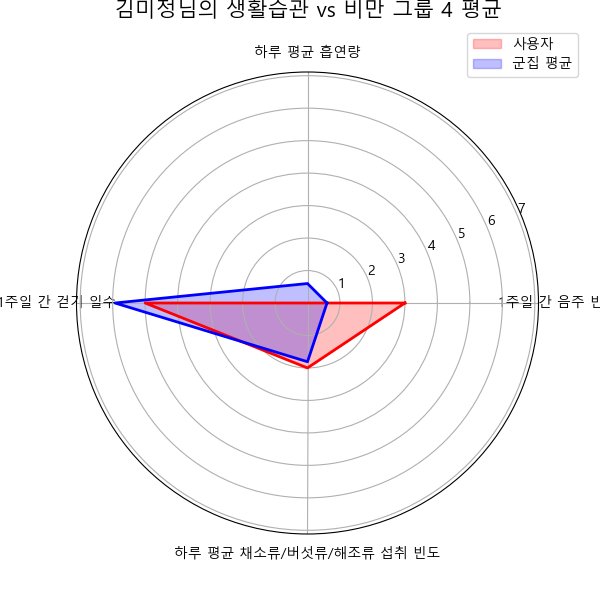 김미정님의 생활습관 vs 비만 그룹 4 평균
사용자
군집 평균
하루 평균 흡연량
7
6
5
4
3
2
1
1주일 간 걷기 일수
1주일 간 음주 빈
하루 평균 채소류/버섯류/해조류 섭취 빈도